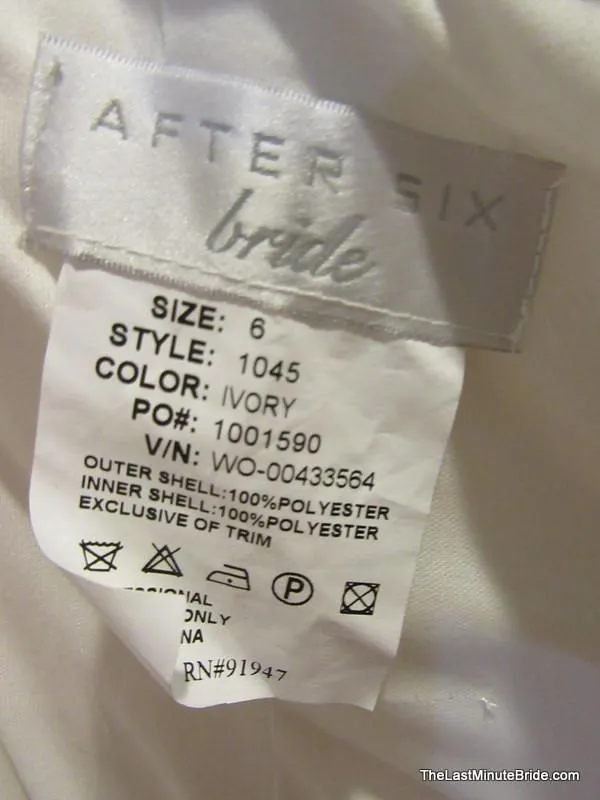 AFTER SIX
bride
SIZE: 6
STYLE: 1045
COLOR: IVORY
PO#: 1001590
V/N: WO-00433564
OUTER SHELL:100%POLYESTER
INNER SHELL:100%POLYESTER
EXCLUSIVE OF TRIM
P
ONLY
RN#91947
TheLastMinuteBride.com